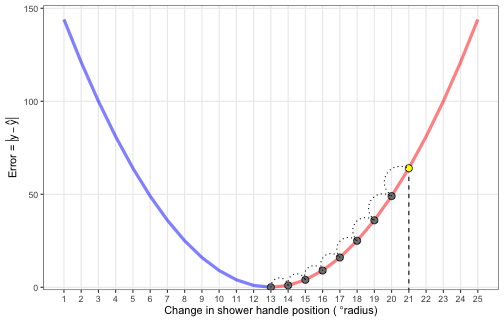 150
100
50
0
Error = |y − ŷ|
1 2 3 4 5 6 7 8 9 10 11 12 13 14 15 16 17 18 19 20 21 22 23 24 25
Change in shower handle position ( °radius)